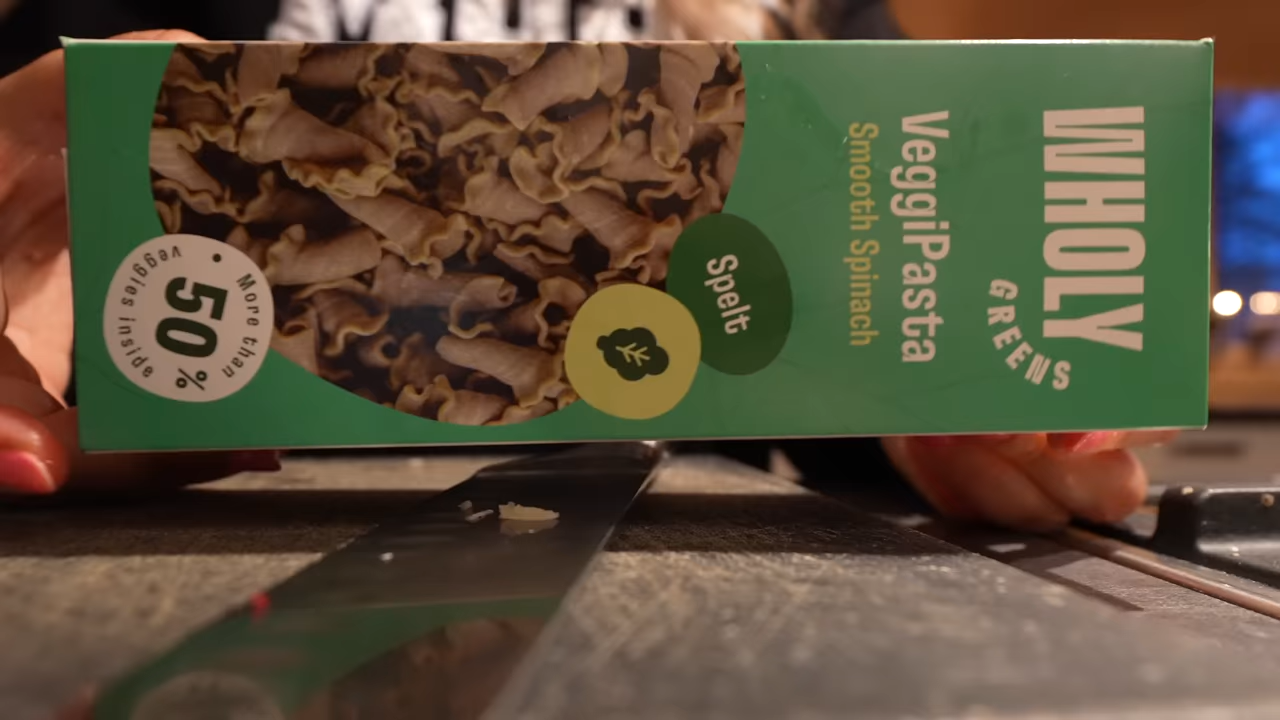 WHOLY
GREENS
VeggiPasta
Smooth Spinach
Spelt
More than
50%
veggies inside